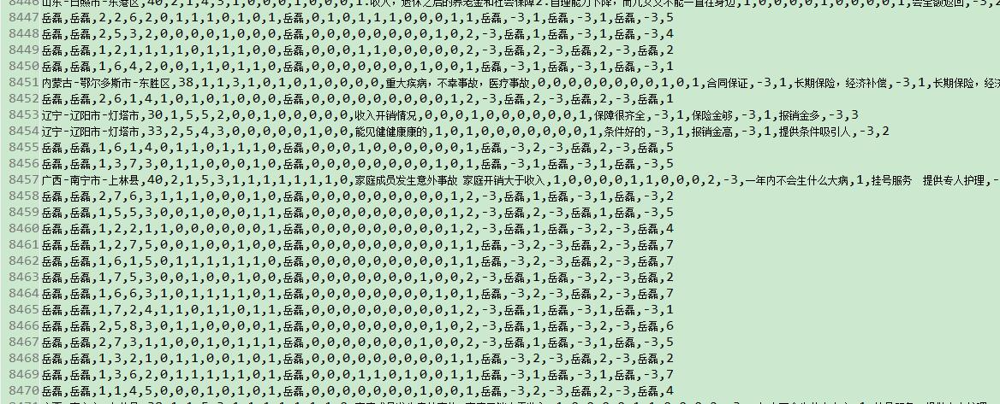 8446 山东-日照市-东港区,40,2,1,4,3,1,0,0,0,1,0,0,0,1.收入，退休之后的养老金和社会保障2.自理能力下降，而儿女又不能一直在身边,1,0,0,0,0,1,0,0,0,0,1,会全额返回,-3,2
8447 岳磊,岳磊,2,2,6,2,0,1,1,0,1,1,1,0,岳磊,0,1,0,1,1,0,0,0,0,1,1,岳磊,-3,1,岳磊,-3,1,岳磊,-3,5
8448 岳磊,岳磊,2,5,3,2,0,0,0,0,0,0,0,1,岳磊,0,0,0,0,0,0,0,0,1,0,2,-3,岳磊,1,岳磊,-3,1,岳磊,-3,4
8449 岳磊,岳磊,1,2,1,1,1,1,0,1,1,1,0,0,岳磊,0,0,0,0,0,0,0,0,0,1,2,-3,岳磊,2,-3,岳磊,2,-3,岳磊,2
8450 岳磊,岳磊,1,6,4,2,0,0,1,1,0,1,1,0,岳磊,0,0,0,0,0,0,0,1,0,0,1,岳磊,-3,1,岳磊,-3,1,岳磊,-3,1
8451 内蒙古-鄂尔多斯市-东胜区,38,1,1,3,1,0,1,0,1,0,0,0,0,重大疾病，不幸事故，医疗事故,0,0,0,0,0,0,0,0,1,0,1,合同保证,-3,1,长期保险，经济补偿,-3,1,长期保险，经济
8452 岳磊,岳磊,2,6,1,4,1,0,1,0,1,1,0,0,岳磊,0,0,0,0,0,0,0,0,0,1,2,-3,岳磊,2,-3,岳磊,2,-3,岳磊,1
8453 辽宁-辽阳市-灯塔市,30,1,5,5,2,0,0,1,0,0,0,0,0,收入开销情况,0,0,0,1,0,0,0,0,0,0,1,保障很齐全,-3,1,保险金够,-3,1,报销金多,-3,3
8454 辽宁-辽阳市-灯塔市,33,2,5,4,3,0,0,0,0,0,1,0,0,能见健健康康的,1,0,1,0,0,0,0,0,0,0,1,条件好的,-3,1,报销金高,-3,1,提供条件吸引人,-3,2
8455 岳磊,岳磊,1,6,1,4,0,1,1,0,1,1,1,0,岳磊,0,0,0,0,0,0,0,1,0,0,1,岳磊,-3,2,-3,岳磊,2,-3,岳磊,5
8456 岳磊,岳磊,1,3,7,3,0,1,1,0,1,1,0,0,岳磊,0,0,0,0,0,0,0,0,0,1,1,岳磊,-3,1,岳磊,-3,1,岳磊,-3,5
8457 广西-南宁市-上林县,40,2,1,5,3,1,1,1,1,1,1,1,0,家庭成员发生意外事故 家庭开销大于收入,1,0,0,0,0,1,1,0,0,0,2,-3,一年内不会生什么大病,1,挂号服务　提供专人护理,-
8458 岳磊,岳磊,2,7,6,3,1,1,1,0,1,1,0,0,岳磊,0,0,0,0,0,0,0,0,0,1,2,-3,岳磊,1,岳磊,-3,1,岳磊,-3,2
8459 岳磊,岳磊,1,5,5,3,0,0,1,0,0,1,0,0,岳磊,0,0,0,0,0,0,0,0,0,1,2,-3,岳磊,1,岳磊,-3,1,岳磊,-3,5
8460 岳磊,岳磊,1,2,2,1,1,0,0,0,0,0,0,1,岳磊,0,0,0,0,0,0,0,0,0,1,2,-3,岳磊,1,岳磊,-3,2,-3,岳磊,4
8461 岳磊,岳磊,1,2,7,5,0,0,0,0,0,0,0,1,岳磊,0,0,0,0,0,0,0,0,0,1,1,岳磊,-3,2,-3,岳磊,2,-3,岳磊,7
8462 岳磊,岳磊,1,6,1,5,0,1,1,1,1,1,1,0,岳磊,0,0,0,0,0,0,0,0,0,1,1,岳磊,-3,2,-3,岳磊,2,-3,岳磊,7
8463 岳磊,岳磊,1,7,5,3,0,0,1,0,0,1,0,0,岳磊,0,0,0,0,0,0,0,1,0,0,2,-3,岳磊,1,岳磊,-3,2,-3,岳磊,2
8464 岳磊,岳磊,1,6,6,3,1,0,1,1,1,1,0,1,岳磊,0,0,0,0,0,0,0,0,1,0,2,-3,岳磊,2,-3,岳磊,2,-3,岳磊,7
8465 岳磊,岳磊,1,7,2,4,1,1,0,1,1,0,1,0,岳磊,0,0,0,0,0,0,0,0,0,1,1,岳磊,-3,2,-3,岳磊,1,岳磊,-3,1
8466 岳磊,岳磊,2,5,8,3,0,1,1,0,0,0,0,1,岳磊,0,0,0,0,0,0,0,0,1,0,2,-3,岳磊,1,岳磊,-3,2,-3,岳磊,6
8467 岳磊,岳磊,2,7,3,1,1,0,0,1,0,1,1,1,岳磊,0,0,0,0,0,0,0,1,0,0,2,-3,岳磊,1,岳磊,-3,1,岳磊,-3,5
8468 岳磊,岳磊,1,3,2,1,0,1,1,0,0,1,0,0,岳磊,0,0,0,0,0,0,0,0,0,1,1,岳磊,-3,2,-3,岳磊,2,-3,岳磊,2
8469 岳磊,岳磊,1,3,6,2,0,1,1,1,1,1,0,1,岳磊,0,0,0,1,1,0,1,0,0,0,1,岳磊,-3,1,岳磊,-3,1,岳磊,-3,7
8470 岳磊,岳磊,1,1,4,5,0,0,0,0,1,0,0,1,岳磊,0,0,0,0,0,0,0,0,0,1,1,岳磊,-3,2,-3,岳磊,2,-3,岳磊,4